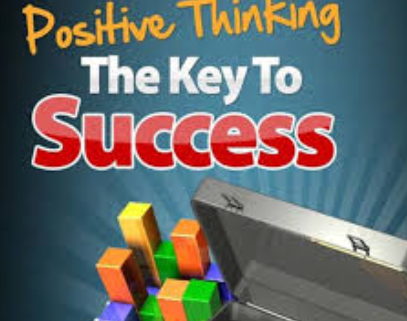 Positive Thinking
The Key To
Success